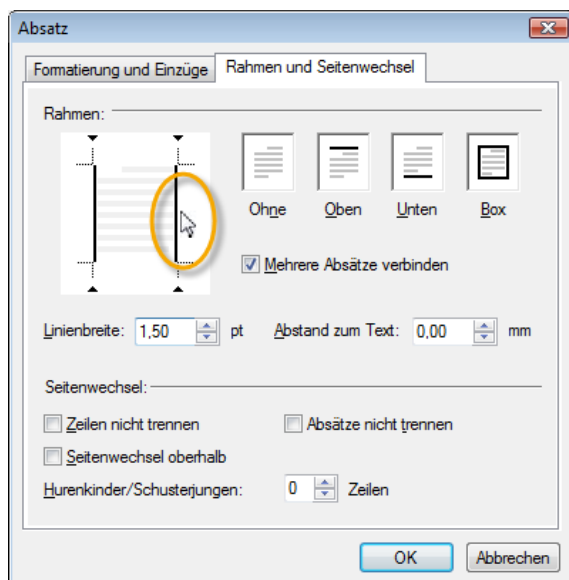 Absatz
Formatierung und Einzüge Rahmen und Seitenwechsel
Rahmen:
Ohne Oben Unten Box
Mehrere Absätze verbinden
Linienbreite: 1,50 pt Abstand zum Text: 0,00 mm
Seitenwechsel:
Zeilen nicht trennen Absätze nicht trennen
Seitenwechsel oberhalb
Hurenkinder/Schusterjungen: 0 Zeilen
OK Abbrechen